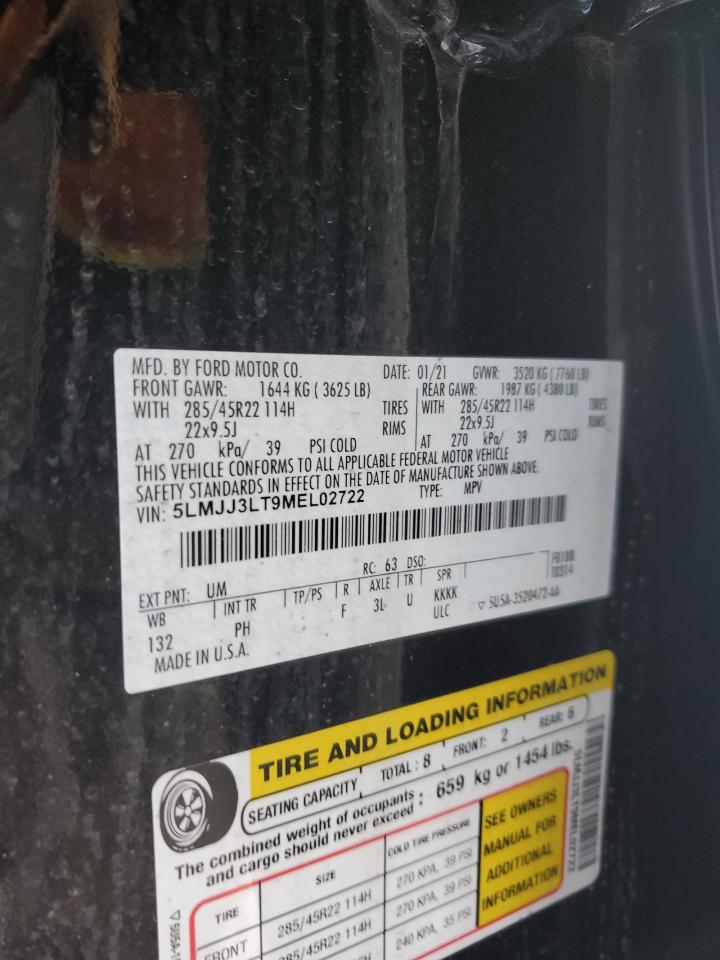 MFD. BY FORD MOTOR CO. DATE: 01/21 GVWR: 3520 KG ( 7760 LB)
FRONT GAWR: 1644 KG ( 3625 LB) REAR GAWR: 1987 KG ( 4380 LB)
WITH 285/45R22 114H TIRES WITH 285/45R22 114H TIRES
22x9.5J RIMS 22x9.5J RIMS
AT 270 kPa/ 39 PSI COLD AT 270 kPa/ 39 PSI COLD
THIS VEHICLE CONFORMS TO ALL APPLICABLE FEDERAL MOTOR VEHICLE
SAFETY STANDARDS IN EFFECT ON THE DATE OF MANUFACTURE SHOWN ABOVE.
VIN: 5LMJJ3LT9MEL02722 TYPE: MPV
F0188
T0314
EXT PNT: UM RC: 63 DSO:
WB INT TR TP/PS R AXLE TR SPR
132 PH F 3L U KKKK
ULC
MADE IN U.S.A. ▽ 5U5A-3520472-AA
TIRE AND LOADING INFORMATION
SEATING CAPACITY TOTAL : 8 FRONT: 2 REAR: 6
The combined weight of occupants : 659 kg or 1454 lbs.
and cargo should never exceed
TIRE SIZE COLD TIRE PRESSURE
FRONT 285/45R22 114H 270 KPA, 39 PSI
285/45R22 114H 270 KPA, 39 PSI
240 KPA, 35 PSI
SEE OWNERS
MANUAL FOR
ADDITIONAL
INFORMATION
5LMJJ3LT9MEL02722